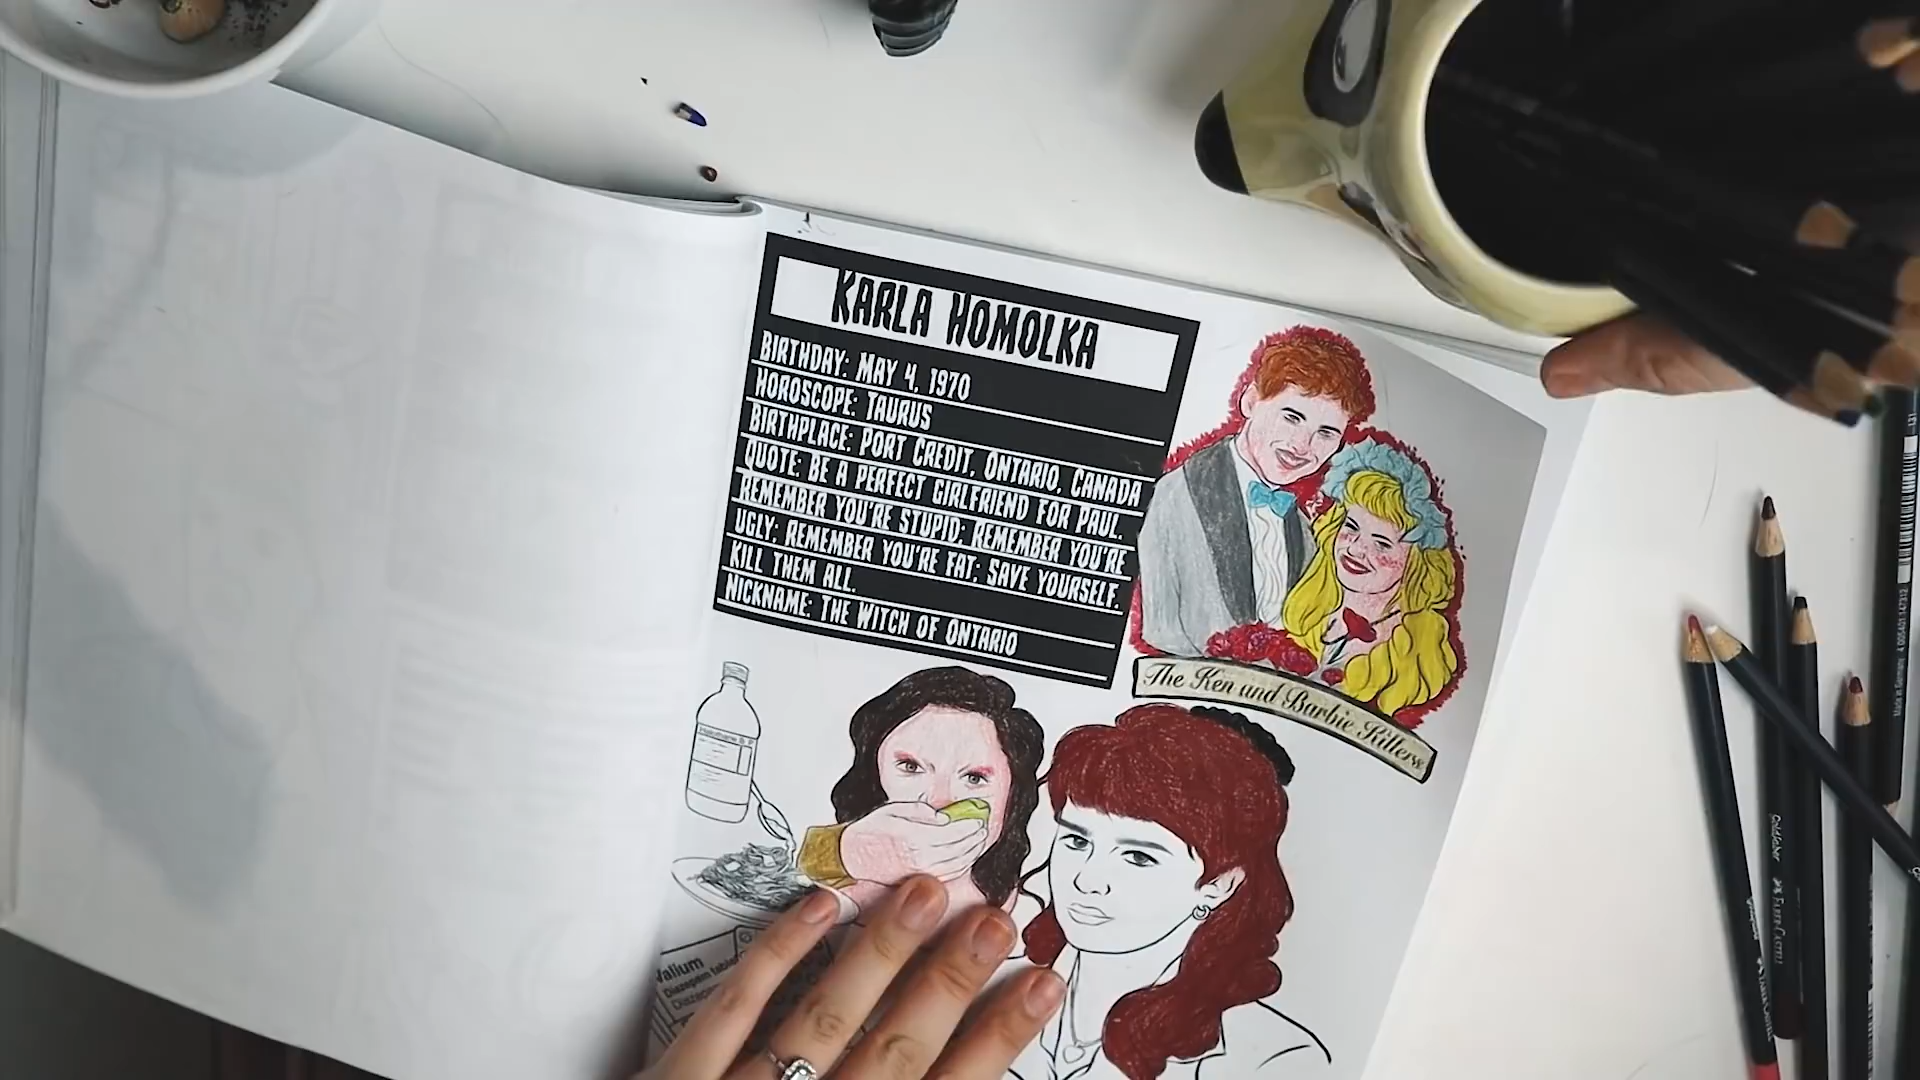 KARLA HOMOLKA
BIRTHDAY: MAY 4, 1970
HOROSCOPE: TAURUS
BIRTHPLACE: PORT CREDIT, ONTARIO, CANADA
QUOTE: BE A PERFECT GIRLFRIEND FOR PAUL.
REMEMBER YOU'RE STUPID; REMEMBER YOU'RE
UGLY; REMEMBER YOU'RE FAT; SAVE YOURSELF.
KILL THEM ALL.
NICKNAME: THE WITCH OF ONTARIO
The Ken and Barbie Killers
Valium
Diazepam
Diazepam